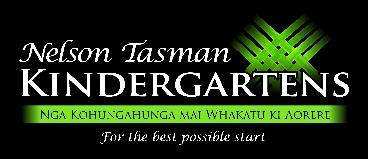 Nelson Tasman
KINDERGARTENS
NGA KOHUNGAHUNGA MAI WHAKATU KI AORERE
For the best possible start